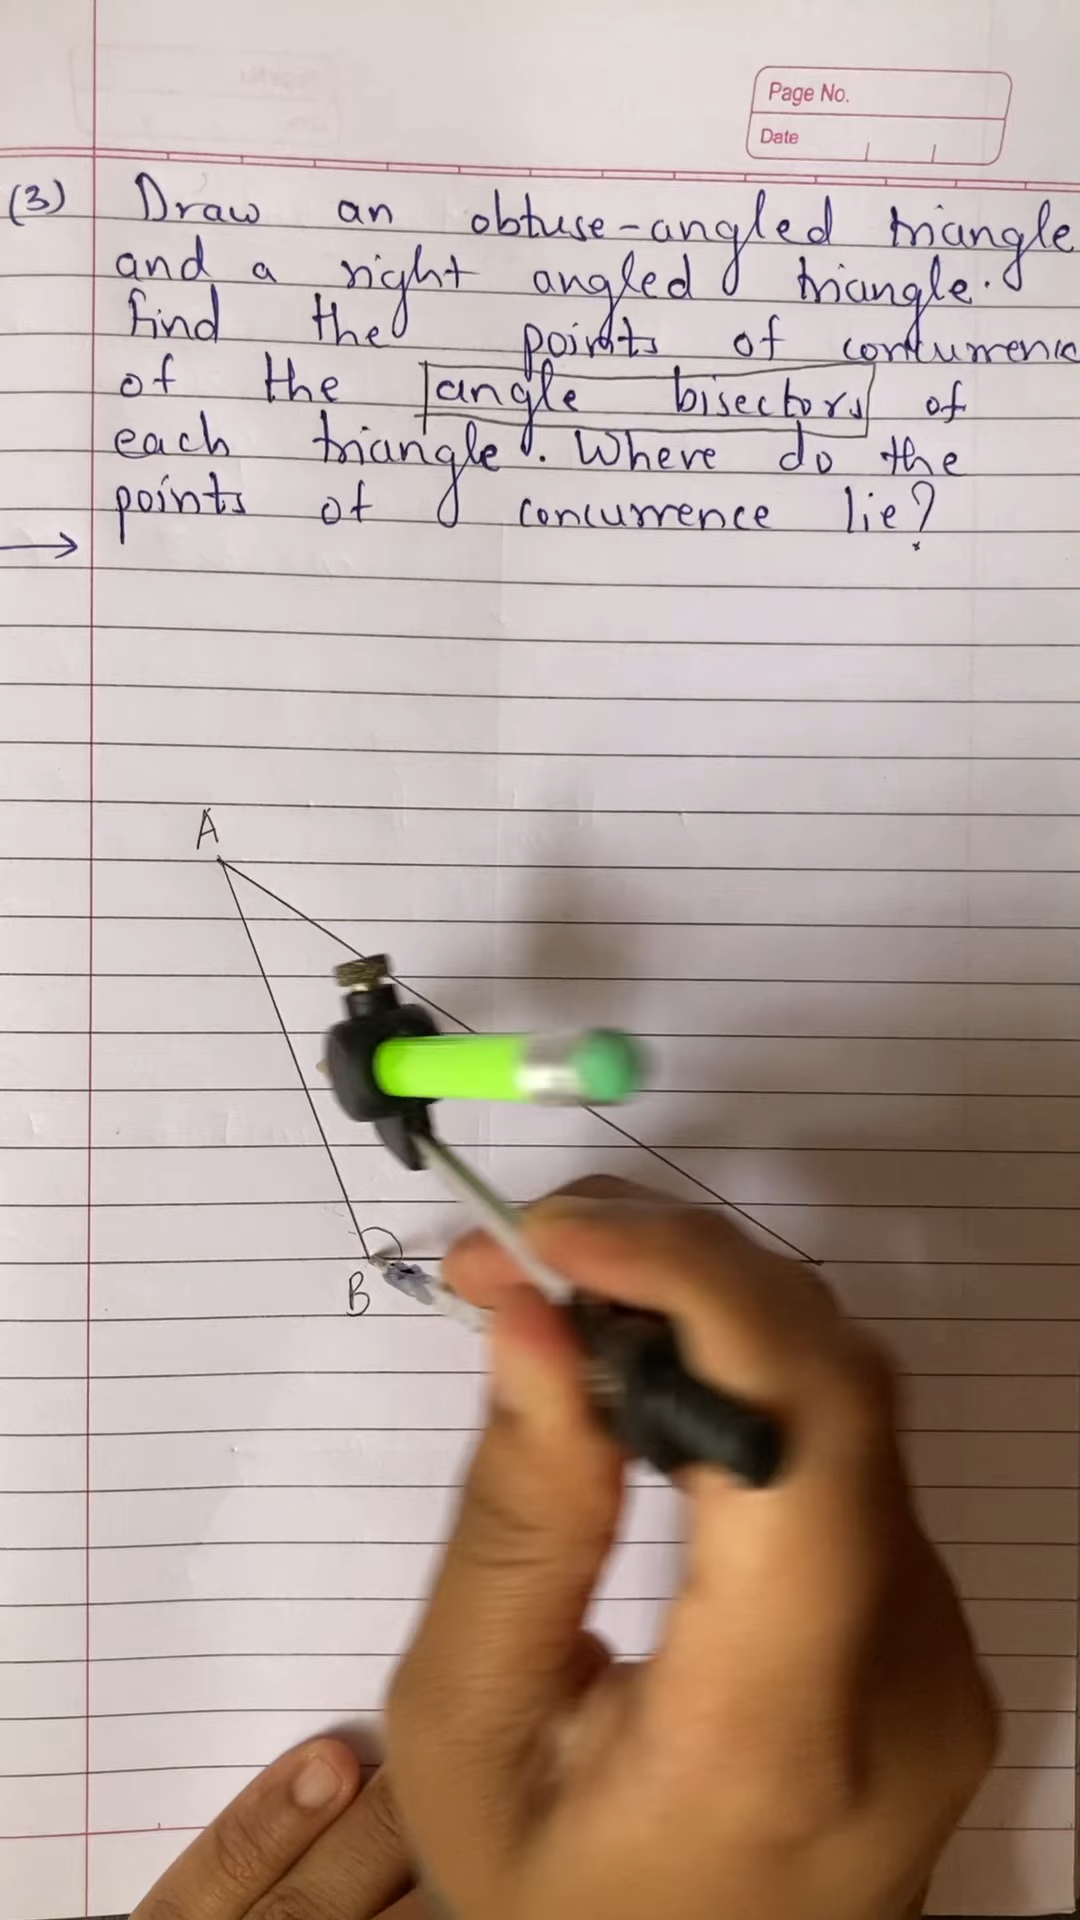 Page No.
Date
(3) Draw an obtuse-angled triangle
and a right angled triangle.
find the points of concurrenc
of the angle bisectors of
each triangle. Where do the
points of concurrence lie?
A
B